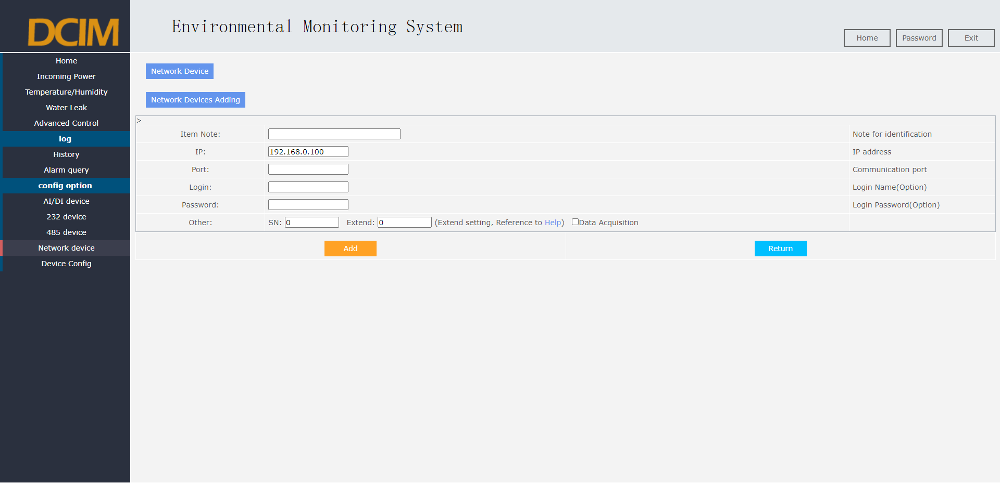 DCIM
Environmental Monitoring System
Home Password Exit
Home
Incoming Power
Temperature/Humidity
Water Leak
Advanced Control
log
History
Alarm query
config option
AI/DI device
232 device
485 device
Network device
Device Config
Network Device
Network Devices Adding
>
Item Note: Note for identification
IP: 192.168.0.100 IP address
Port: Communication port
Login: Login Name(Option)
Password: Login Password(Option)
Other: SN: 0 Extend: 0 (Extend setting, Reference to Help) Data Acquisition
Add Return